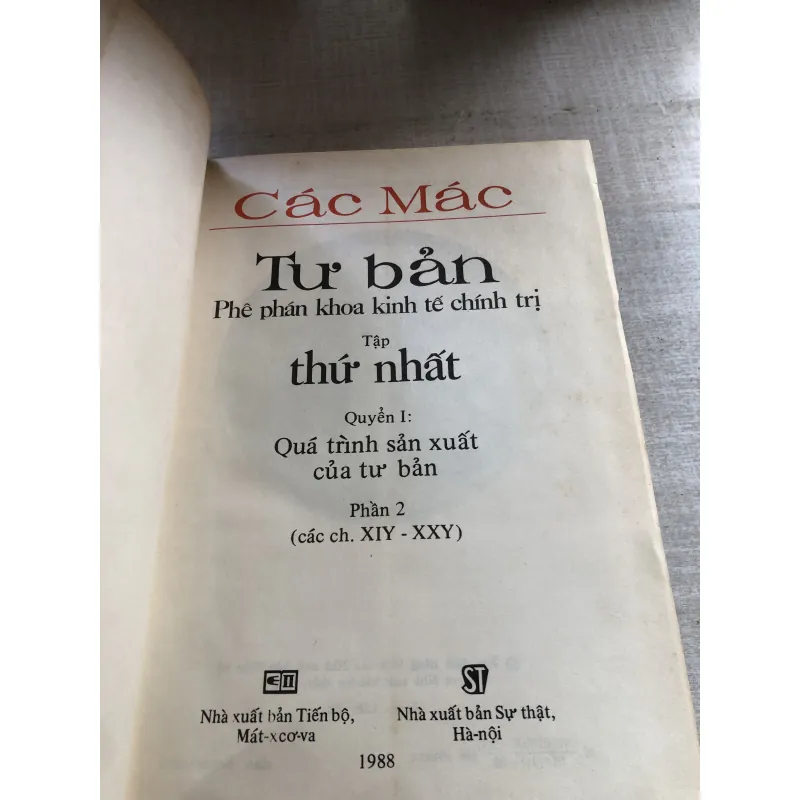 Các Mác
Tư bản
Phê phán khoa kinh tế chính trị
Tập
thứ nhất
Quyển I:
Quá trình sản xuất
của tư bản
Phần 2
(các ch. XIY - XXY)
ST
Nhà xuất bản Tiến bộ,
Mát-xcơ-va
Nhà xuất bản Sự thật,
Hà-nội
1988